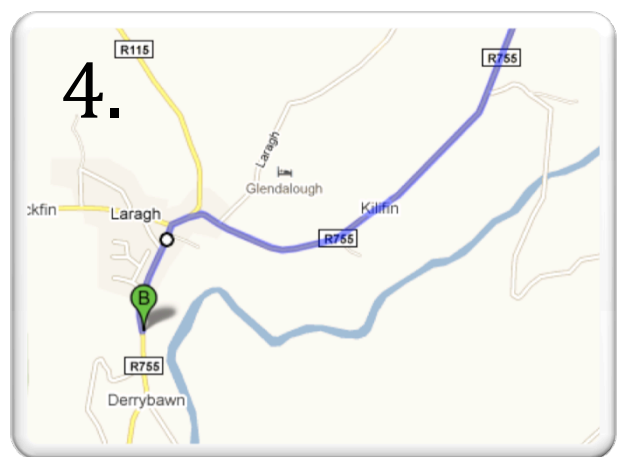 R115
R755
4.
Laragh
Glendalough
ckfin
Laragh
Kilifin
R755
B
R755
Derrybawn